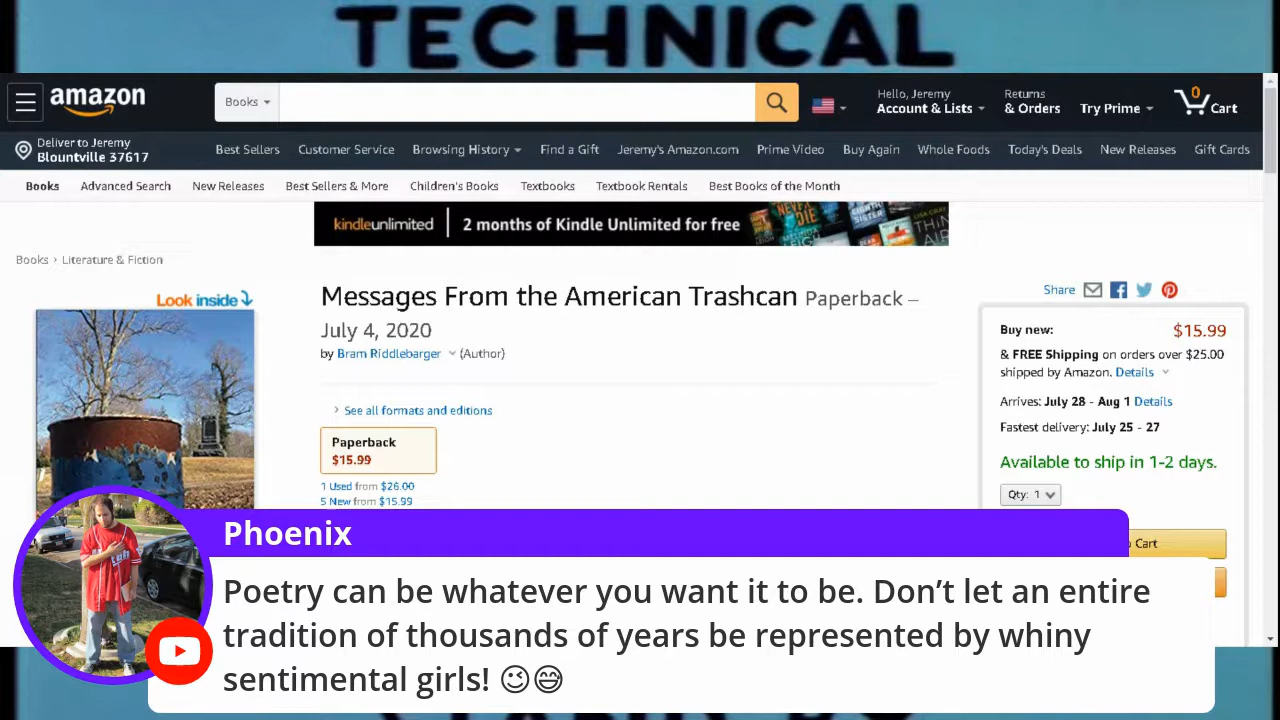 TECHNICAL
amazon
Books
Hello, Jeremy
Account & Lists
Returns
& Orders
Try Prime
0
Cart
Deliver to Jeremy
Blountville 37617
Best Sellers Customer Service Browsing History Find a Gift Jeremy's Amazon.com Prime Video Buy Again Whole Foods Today's Deals New Releases Gift Cards
Books Advanced Search New Releases Best Sellers & More Children's Books Textbooks Textbook Rentals Best Books of the Month
kindleunlimited 2 months of Kindle Unlimited for free
Books › Literature & Fiction
Look inside
Messages From the American Trashcan Paperback –
July 4, 2020
by Bram Riddlebarger (Author)
› See all formats and editions
Paperback
$15.99
1 Used from $26.00
5 New from $15.99
Share
Buy new: $15.99
& FREE Shipping on orders over $25.00
shipped by Amazon. Details
Arrives: July 28 - Aug 1 Details
Fastest delivery: July 25 - 27
Available to ship in 1-2 days.
Qty: 1
Cart
Phoenix
Poetry can be whatever you want it to be. Don’t let an entire
tradition of thousands of years be represented by whiny
sentimental girls! 😉😅